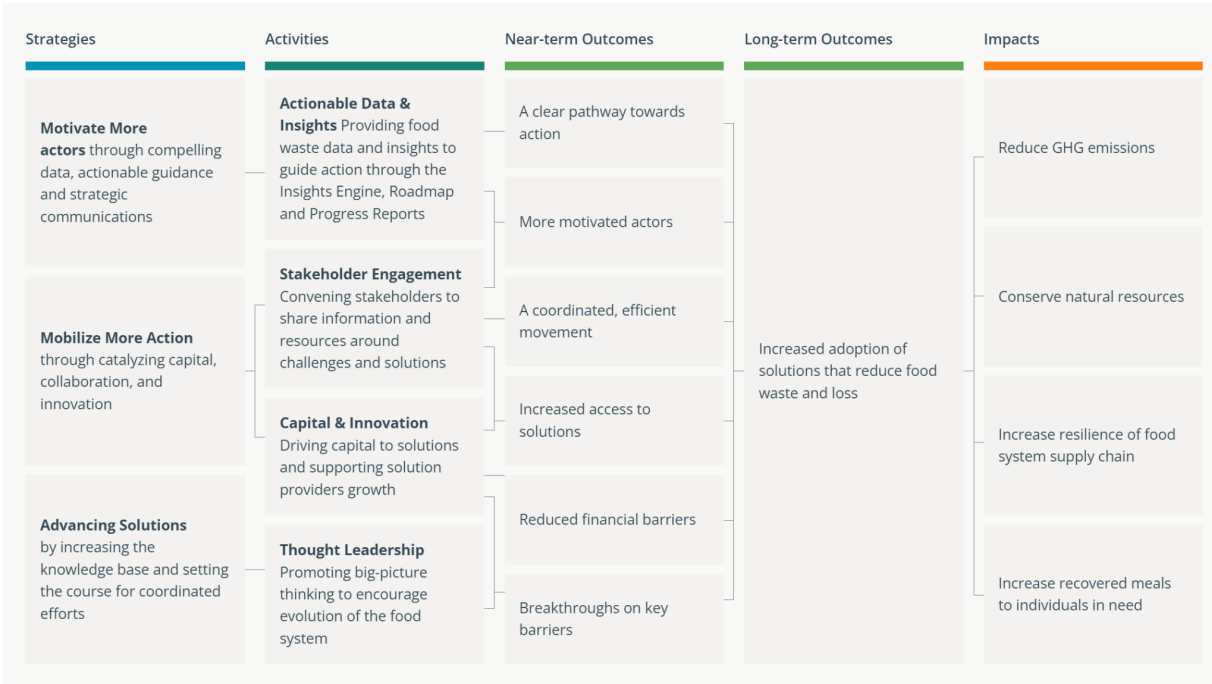 Strategies
Activities
Near-term Outcomes
Long-term Outcomes
Impacts
Motivate More
actors through compelling
data, actionable guidance
and strategic
communications
Mobilize More Action
through catalyzing capital,
collaboration, and
innovation
Advancing Solutions
by increasing the
knowledge base and setting
the course for coordinated
efforts
Actionable Data &
Insights Providing food
waste data and insights to
guide action through the
Insights Engine, Roadmap
and Progress Reports
Stakeholder Engagement
Convening stakeholders to
share information and
resources around
challenges and solutions
Capital & Innovation
Driving capital to solutions
and supporting solution
providers growth
Thought Leadership
Promoting big-picture
thinking to encourage
evolution of the food
system
A clear pathway towards
action
More motivated actors
A coordinated, efficient
movement
Increased access to
solutions
Reduced financial barriers
Breakthroughs on key
barriers
Increased adoption of
solutions that reduce food
waste and loss
Reduce GHG emissions
Conserve natural resources
Increase resilience of food
system supply chain
Increase recovered meals
to individuals in need